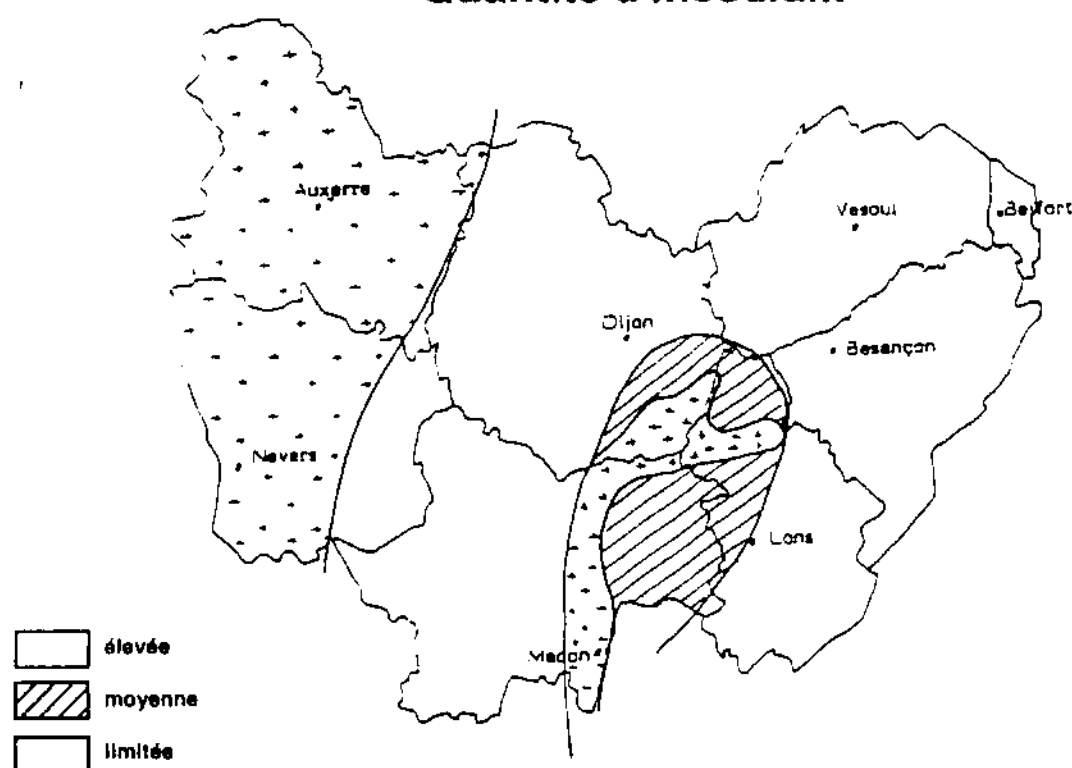 Auxerre
Vesoul
Belfort
Dijon
Besançon
Nevers
Lons
Macon
élevée
moyenne
limitée